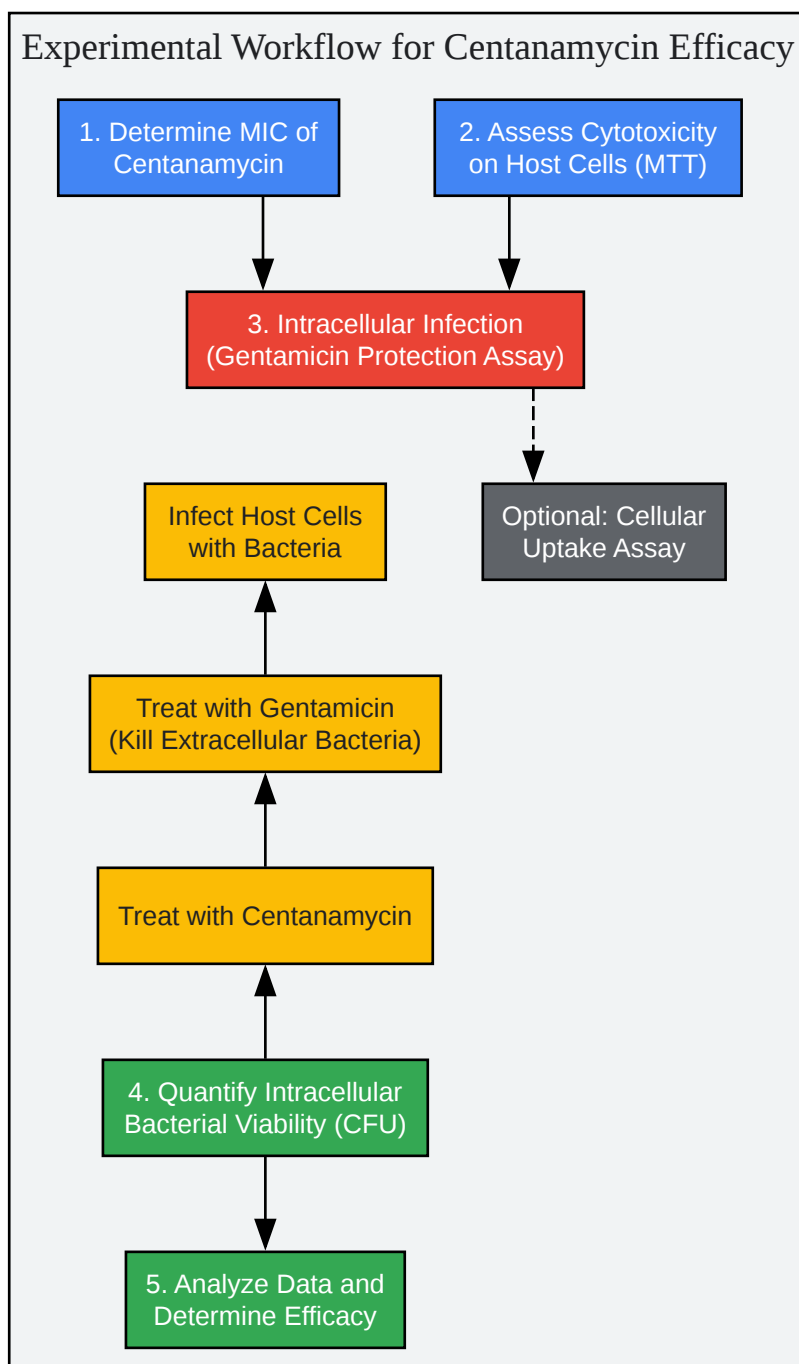 Experimental Workflow for Centanamycin Efficacy
1. Determine MIC of
Centanamycin
2. Assess Cytotoxicity
on Host Cells (MTT)
3. Intracellular Infection
(Gentamicin Protection Assay)
Infect Host Cells
with Bacteria
Optional: Cellular
Uptake Assay
Treat with Gentamicin
(Kill Extracellular Bacteria)
Treat with Centanamycin
4. Quantify Intracellular
Bacterial Viability (CFU)
5. Analyze Data and
Determine Efficacy